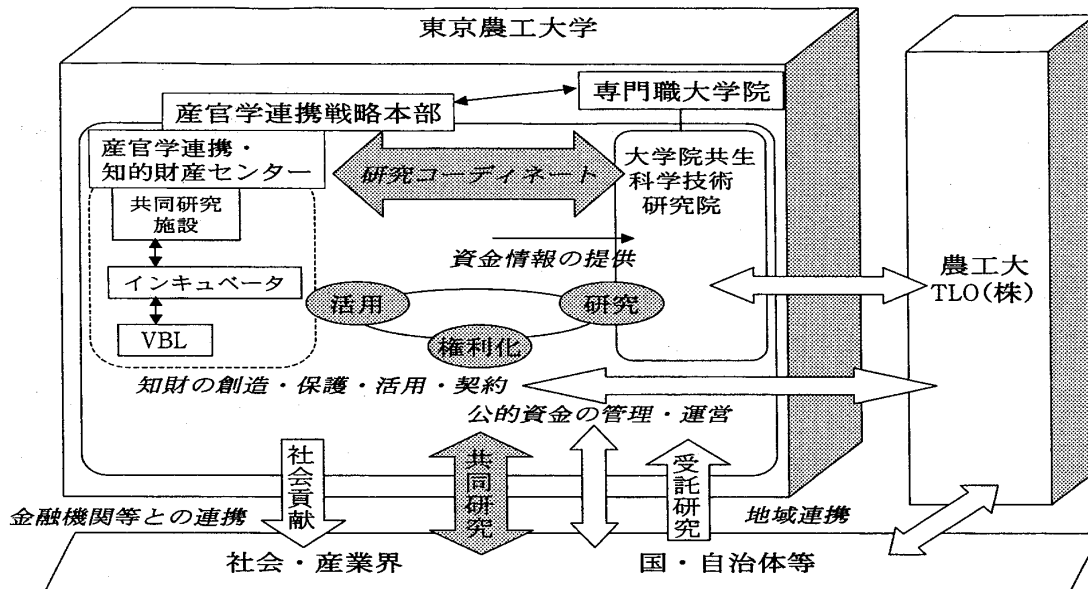 東京農工大学
専門職大学院
産官学連携戦略本部
産官学連携・
知的財産センター
研究コーディネート
大学院共生
科学技術
研究院
共同研究
施設
資金情報の提供
インキュベータ
農工大
TLO(株)
活用
研究
権利化
VBL
知財の創造・保護・活用・契約
公的資金の管理・運営
社会貢献
共同研究
受託研究
金融機関等との連携
地域連携
社会・産業界
国・自治体等